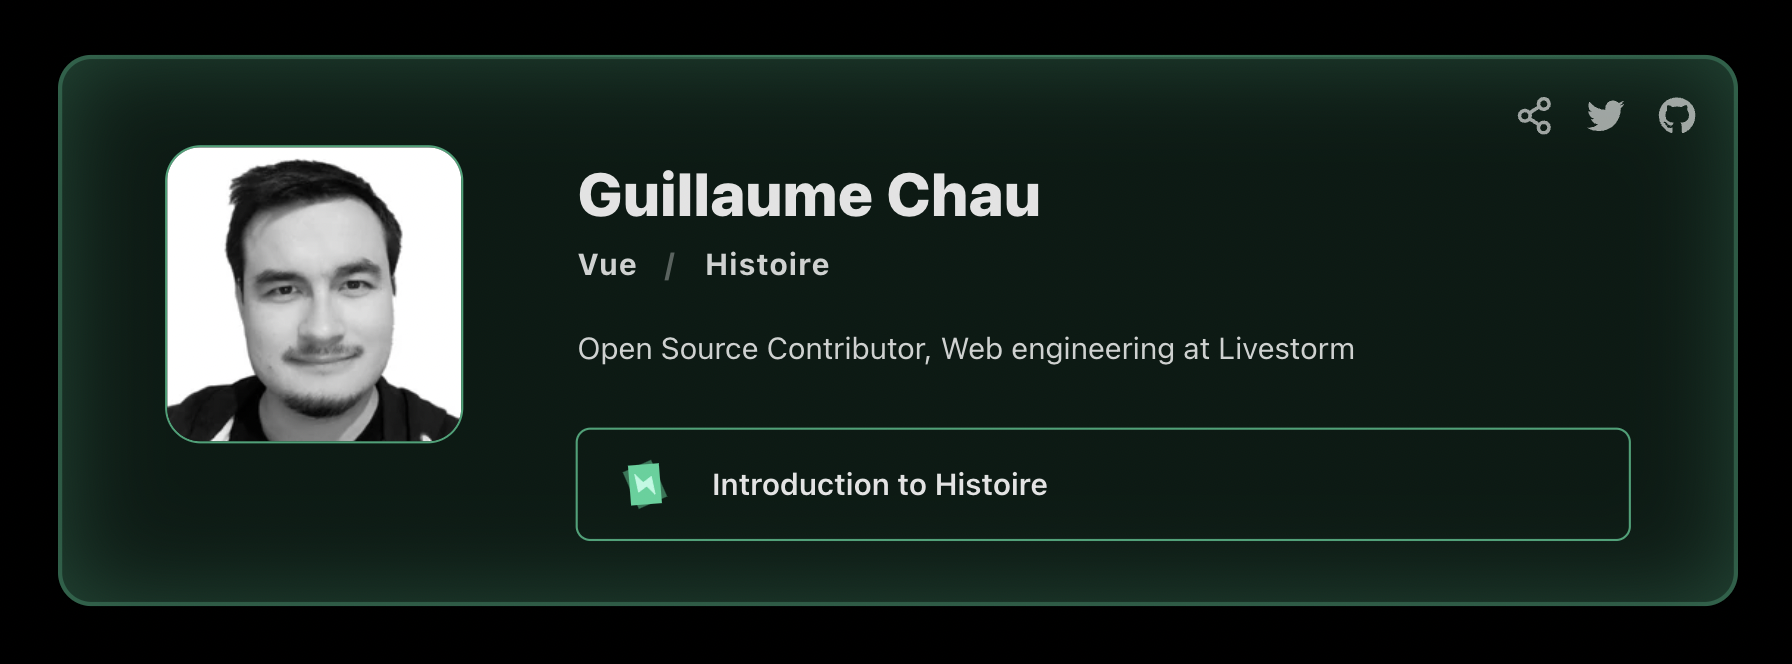 Guillaume Chau
Vue / Histoire
Open Source Contributor, Web engineering at Livestorm
Introduction to Histoire